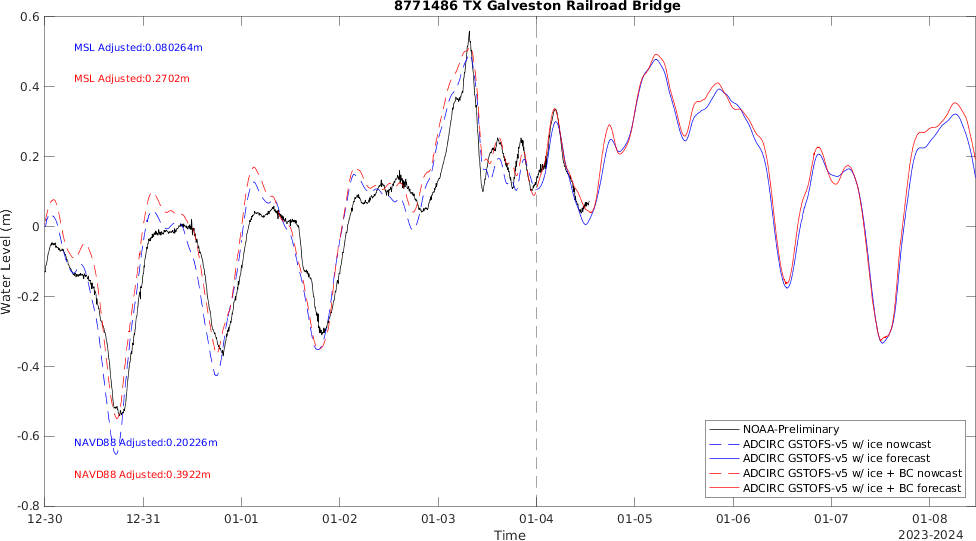 8771486 TX Galveston Railroad Bridge
0.6
0.4
0.2
0
-0.2
-0.4
-0.6
-0.8
Water Level (m)
MSL Adjusted:0.080264m
MSL Adjusted:0.2702m
NAVD88 Adjusted:0.20226m
NAVD88 Adjusted:0.3922m
NOAA-Preliminary
ADCIRC GSTOFS-v5 w/ ice nowcast
ADCIRC GSTOFS-v5 w/ ice forecast
ADCIRC GSTOFS-v5 w/ ice + BC nowcast
ADCIRC GSTOFS-v5 w/ ice + BC forecast
12-30 12-31 01-01 01-02 01-03 01-04 01-05 01-06 01-07 01-08
Time
2023-2024